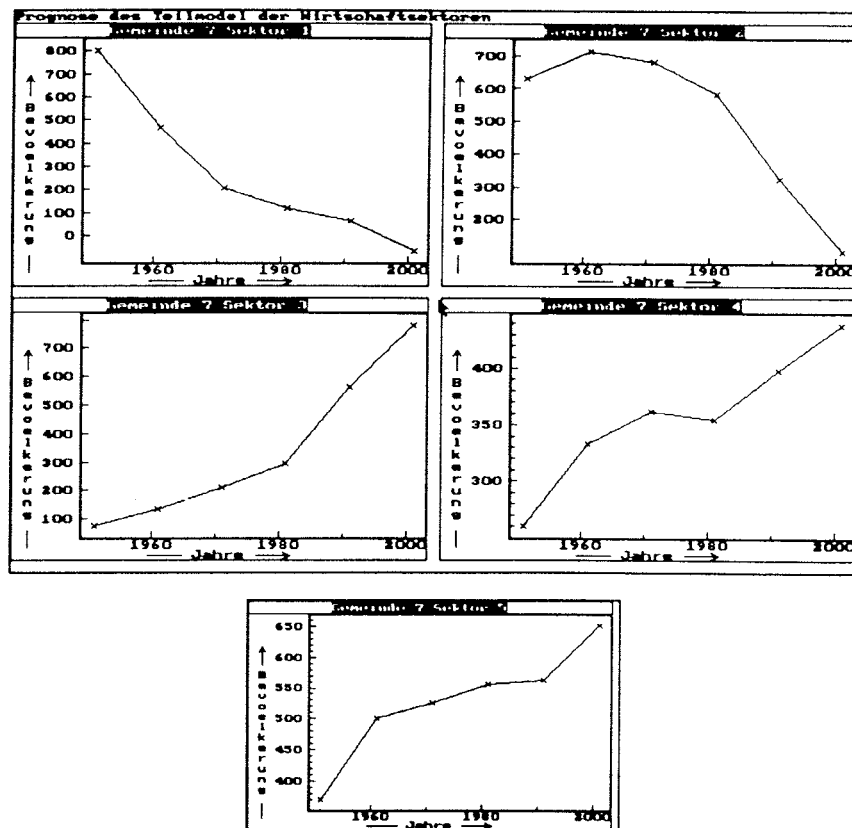 Prognose des Teilmodel der Wirtschaftsektoren
Gemeinde 7 Sektor 1
Bevoelkerung
800
700
600
500
400
300
200
100
0
1960
1980
2000
Jahre
Gemeinde 7 Sektor 2
Bevoelkerung
700
600
500
400
300
200
1960
1980
2000
Jahre
Gemeinde 7 Sektor 3
Bevoelkerung
700
600
500
400
300
200
100
1960
1980
2000
Jahre
Gemeinde 7 Sektor 4
Bevoelkerung
400
350
300
1960
1980
2000
Jahre
Gemeinde 7 Sektor 5
Bevoelkerung
650
600
550
500
450
400
1960
1980
2000
Jahre